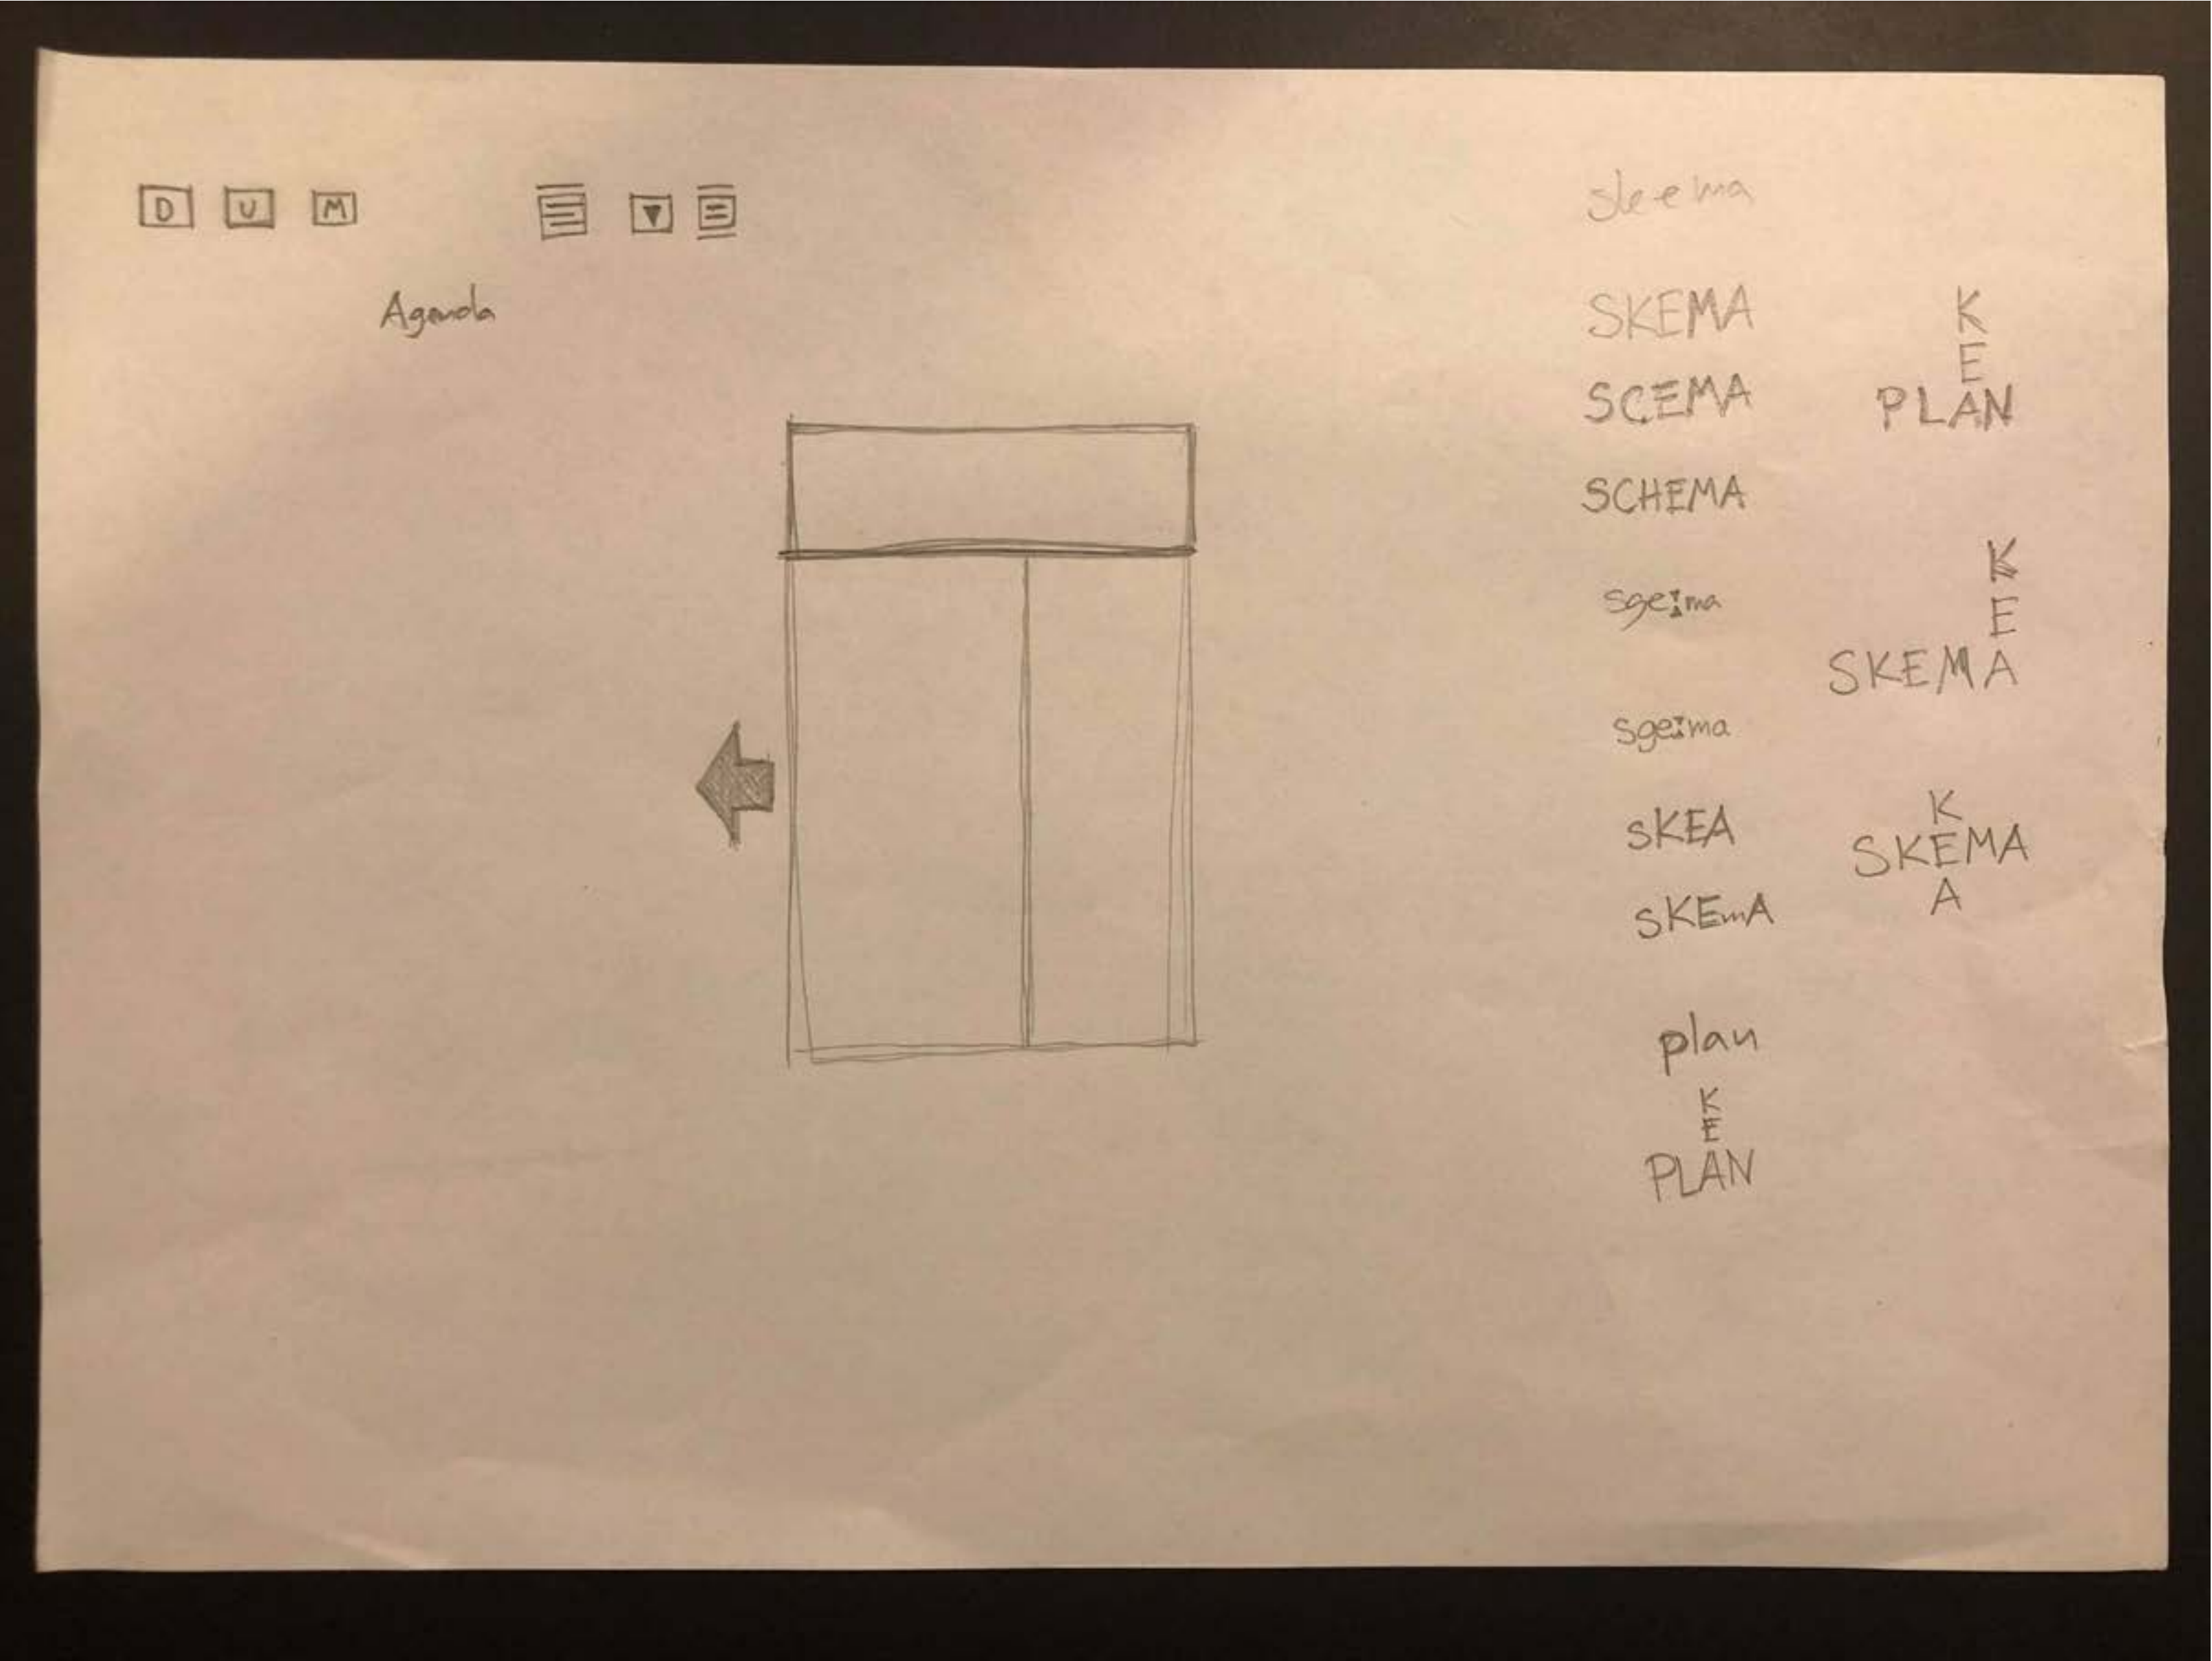 D U M
Agenda
skema
SKEMA
SCEMA
SCHEMA
sgeima
sgeima
SKEA
SKEmA
plan
K
E
PLAN
K
E
PLAN
K
E
SKEMA
K
SKEMA
A